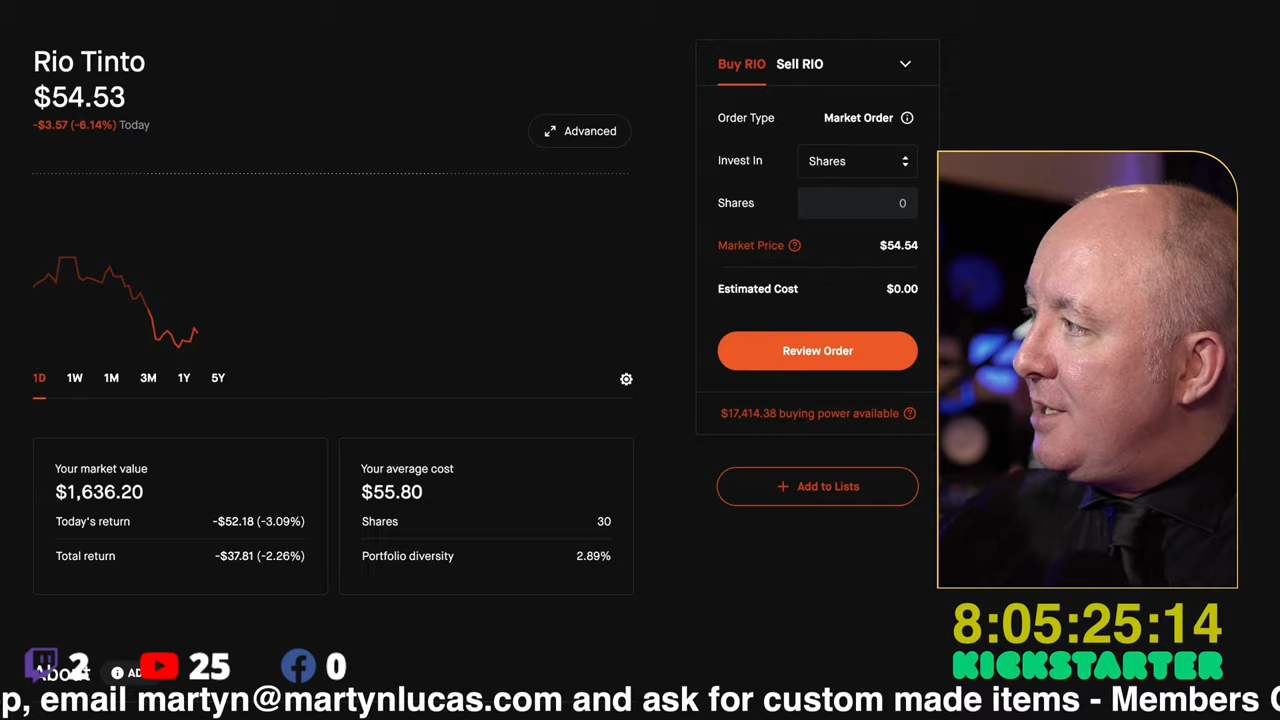 Rio Tinto
$54.53
-$3.57 (-6.14%) Today
Advanced
1D 1W 1M 3M 1Y 5Y
Your market value
$1,636.20
Today's return -$52.18 (-3.09%)
Total return -$37.81 (-2.26%)
Your average cost
$55.80
Shares 30
Portfolio diversity 2.89%
Buy RIO Sell RIO
Order Type Market Order
Invest In Shares
Shares 0
Market Price $54.54
Estimated Cost $0.00
Review Order
$17,414.38 buying power available
+ Add to Lists
8:05:25:14
KICKSTARTER
About
2 25 0
p, email martyn@martynlucas.com and ask for custom made items - Members